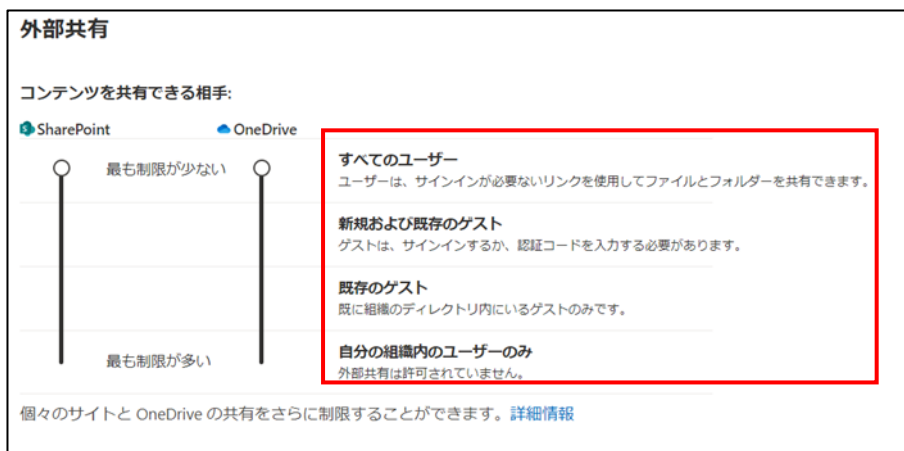 外部共有
コンテンツを共有できる相手:
SharePoint
OneDrive
最も制限が少ない
すべてのユーザー
ユーザーは、サインインが必要ないリンクを使用してファイルとフォルダーを共有できます。
新規および既存のゲスト
ゲストは、サインインするか、認証コードを入力する必要があります。
既存のゲスト
既に組織のディレクトリ内にいるゲストのみです。
最も制限が多い
自分の組織内のユーザーのみ
外部共有は許可されていません。
個々のサイトと OneDrive の共有をさらに制限することができます。詳細情報